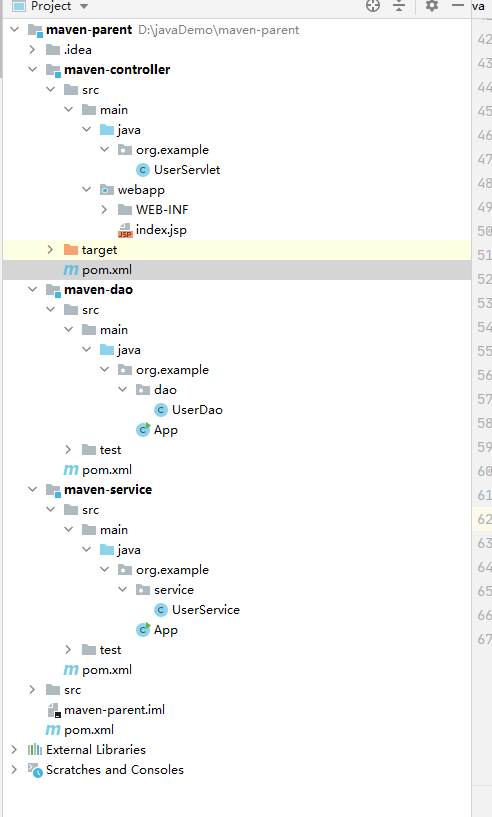 Project
va
maven-parent D:\javaDemo\maven-parent
.idea
maven-controller
src
main
java
org.example
UserServlet
webapp
WEB-INF
index.jsp
target
pom.xml
maven-dao
src
main
java
org.example
dao
UserDao
App
test
pom.xml
maven-service
src
main
java
org.example
service
UserService
App
test
pom.xml
src
maven-parent.iml
pom.xml
External Libraries
Scratches and Consoles
43
44
45
46
47
48
49
50
51
52
53
54
55
56
57
58
59
60
61
62
63
64
65
66
67